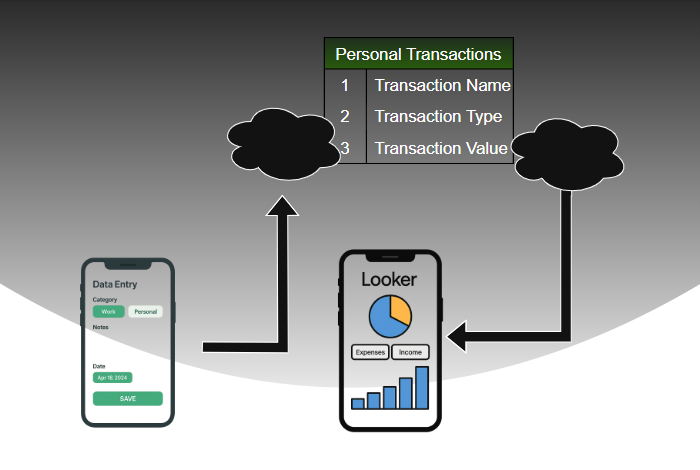 Personal Transactions
1 Transaction Name
2 Transaction Type
3 Transaction Value
Data Entry
Category
Work Personal
Notes
Date
Apr 18, 2024
SAVE
Looker
Expenses Income